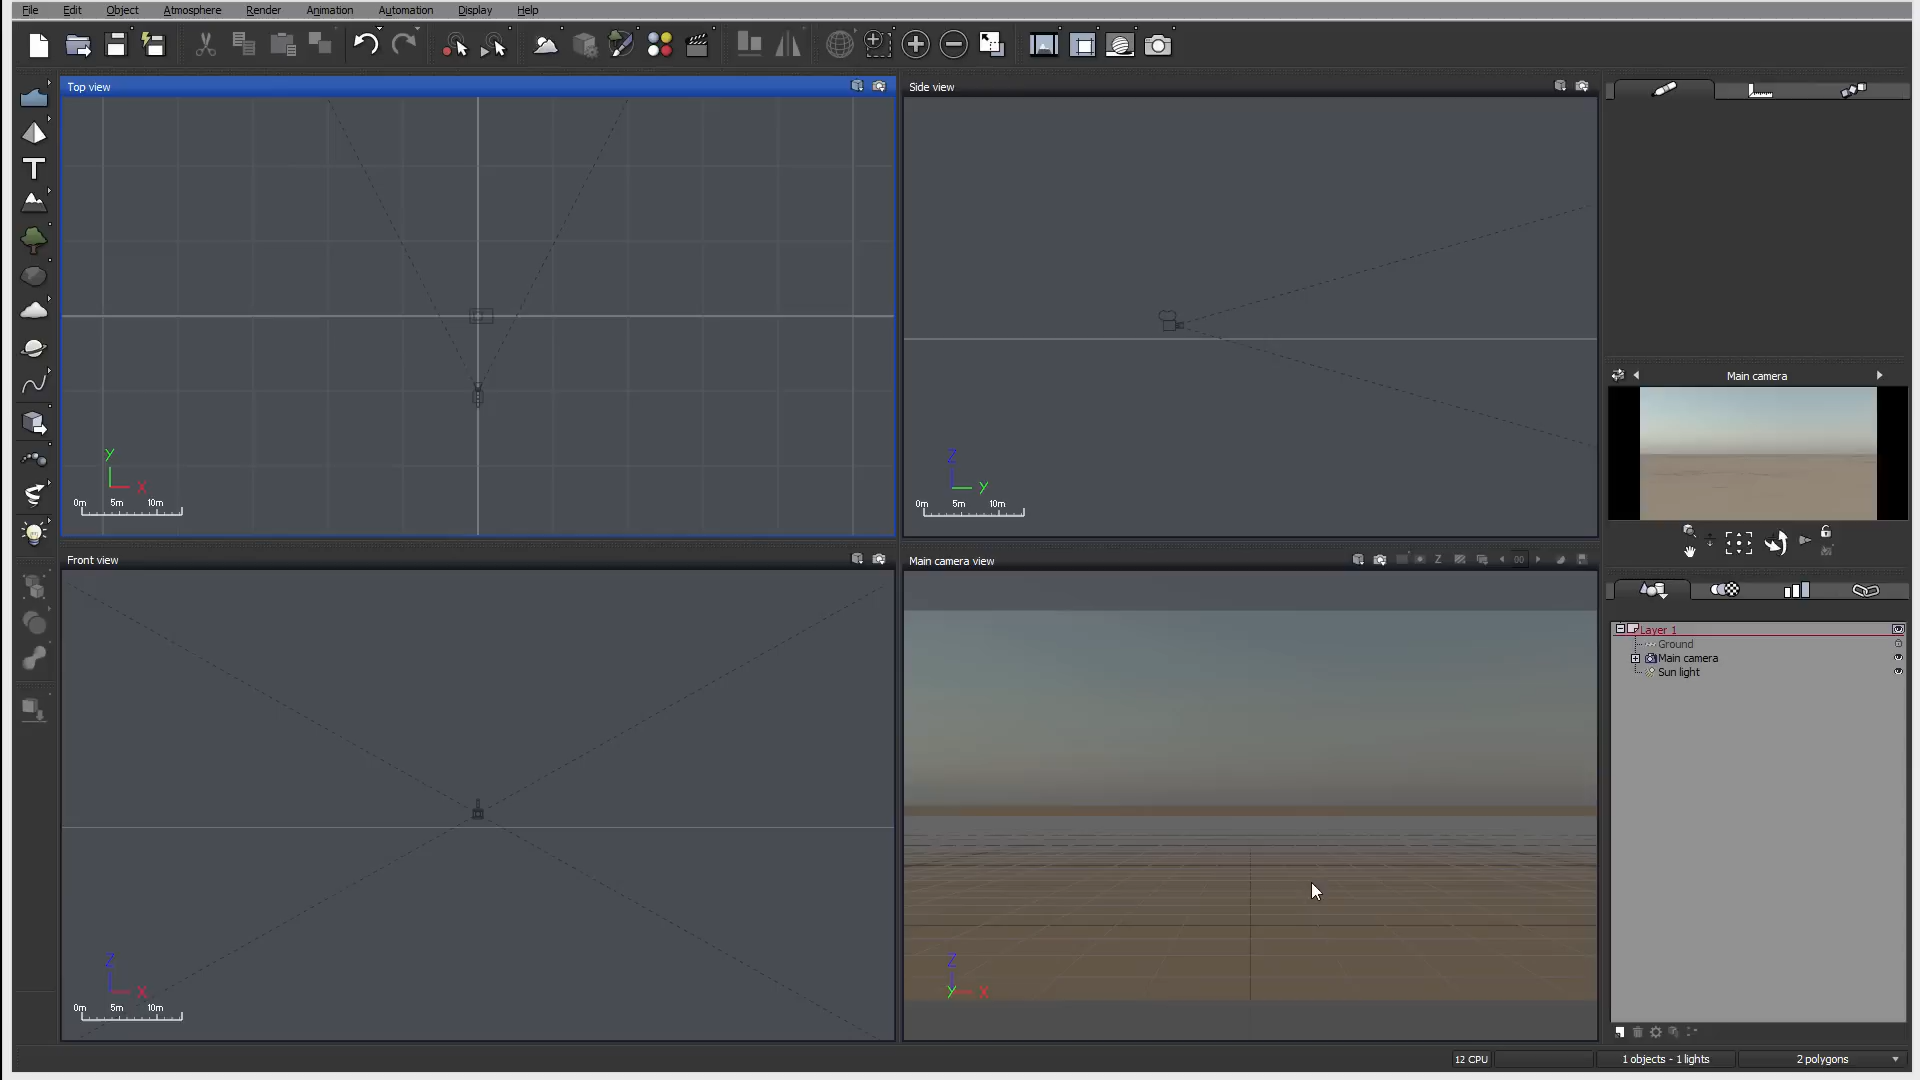 File Edit Object Atmosphere Render Animation Automation Display Help
Top view
Side view
Main camera
Y
X
0m 5m 10m
Z
Y
0m 5m 10m
Front view
Main camera view
Z
00
Layer 1
Ground
Main camera
Sun light
Z
X
0m 5m 10m
Z
Y X
12 CPU
1 objects - 1 lights
2 polygons